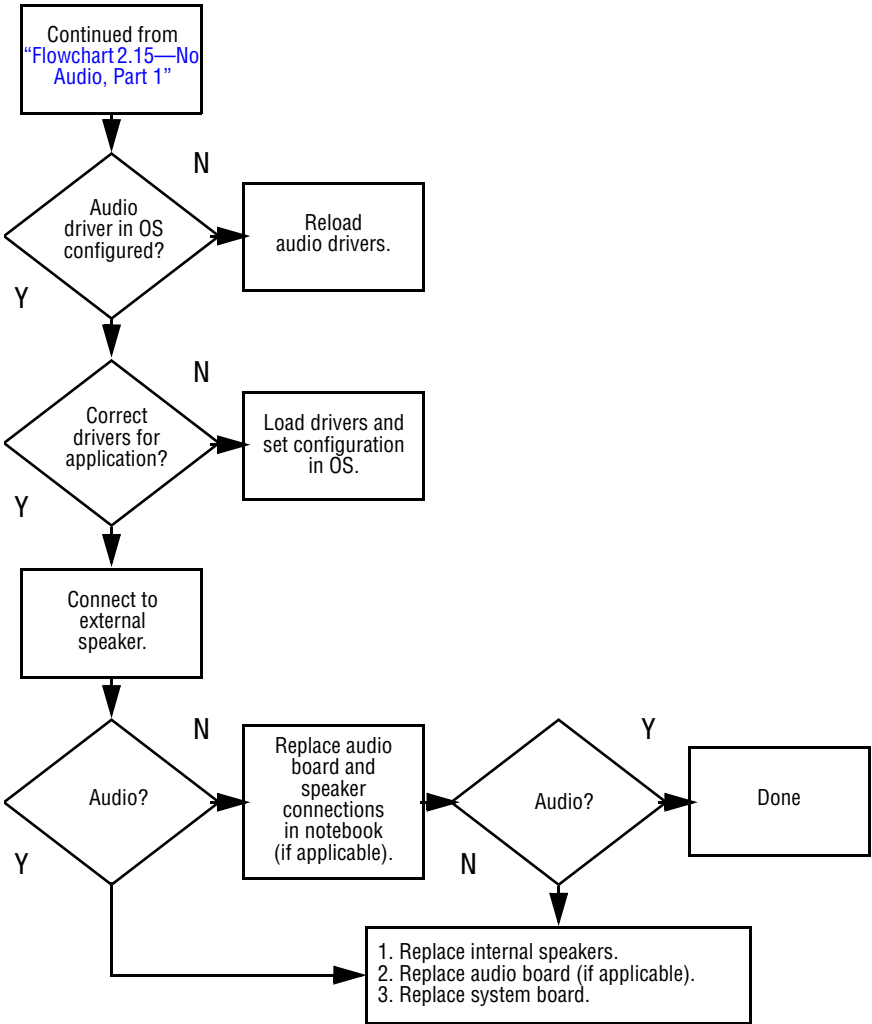 Continued from
“Flowchart 2.15—No
Audio, Part 1”
N
Audio
driver in OS
configured?
Reload
audio drivers.
Y
N
Correct
drivers for
application?
Load drivers and
set configuration
in OS.
Y
Connect to
external
speaker.
N
Audio?
Replace audio
board and
speaker
connections
in notebook
(if applicable).
Y
Audio?
Y
Done
N
1. Replace internal speakers.
2. Replace audio board (if applicable).
3. Replace system board.